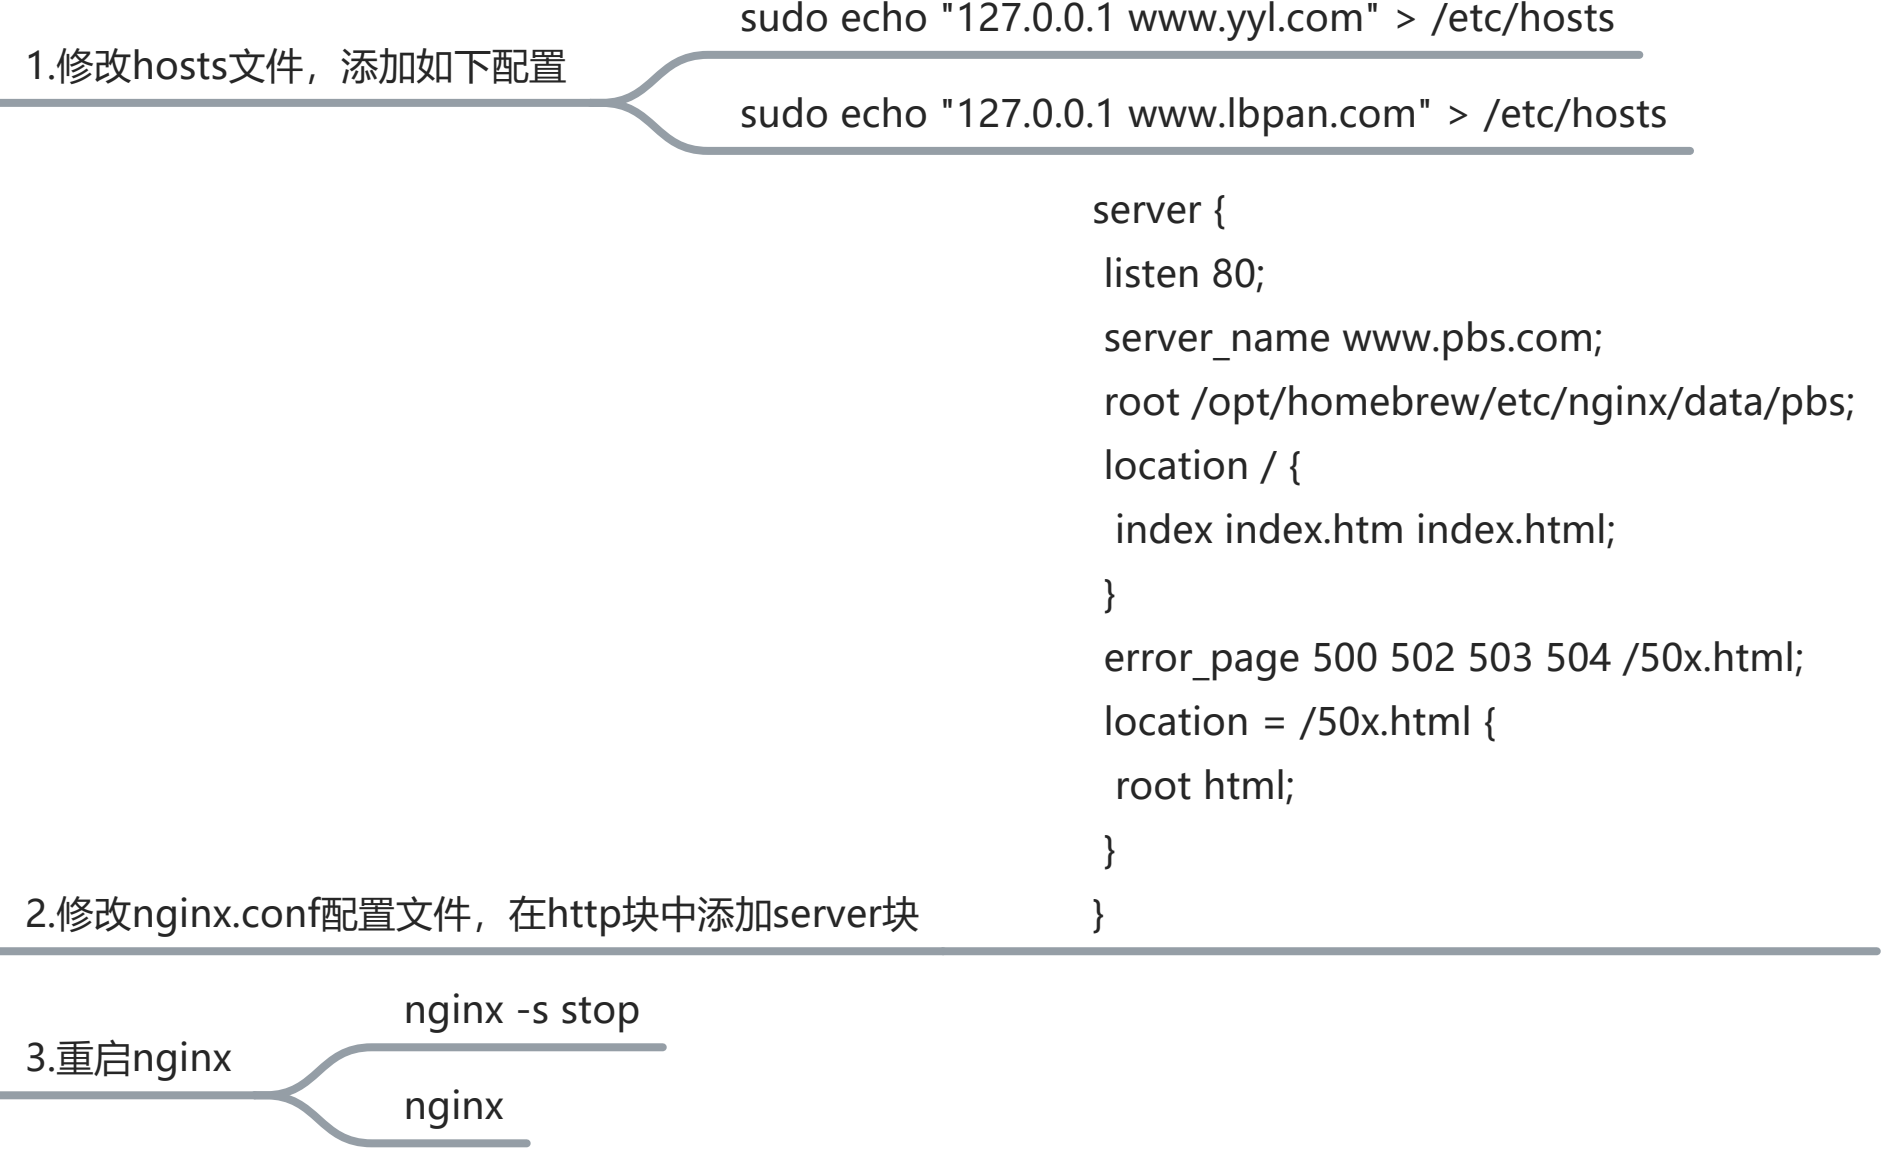 1.修改hosts文件，添加如下配置
sudo echo "127.0.0.1 www.yyl.com" > /etc/hosts
sudo echo "127.0.0.1 www.lbpan.com" > /etc/hosts
2.修改nginx.conf配置文件，在http块中添加server块
server {
listen 80;
server_name www.pbs.com;
root /opt/homebrew/etc/nginx/data/pbs;
location / {
index index.htm index.html;
}
error_page 500 502 503 504 /50x.html;
location = /50x.html {
root html;
}
}
3.重启nginx
nginx -s stop
nginx